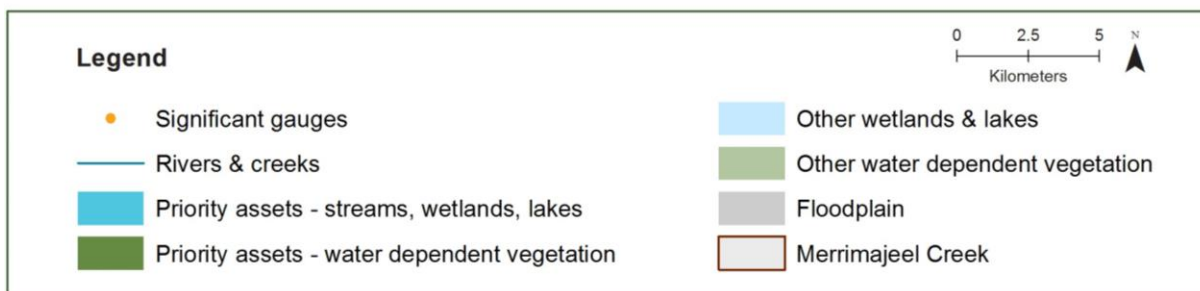 Legend
0 2.5 5 N
Kilometers
Significant gauges
Rivers & creeks
Priority assets - streams, wetlands, lakes
Priority assets - water dependent vegetation
Other wetlands & lakes
Other water dependent vegetation
Floodplain
Merrimajeel Creek